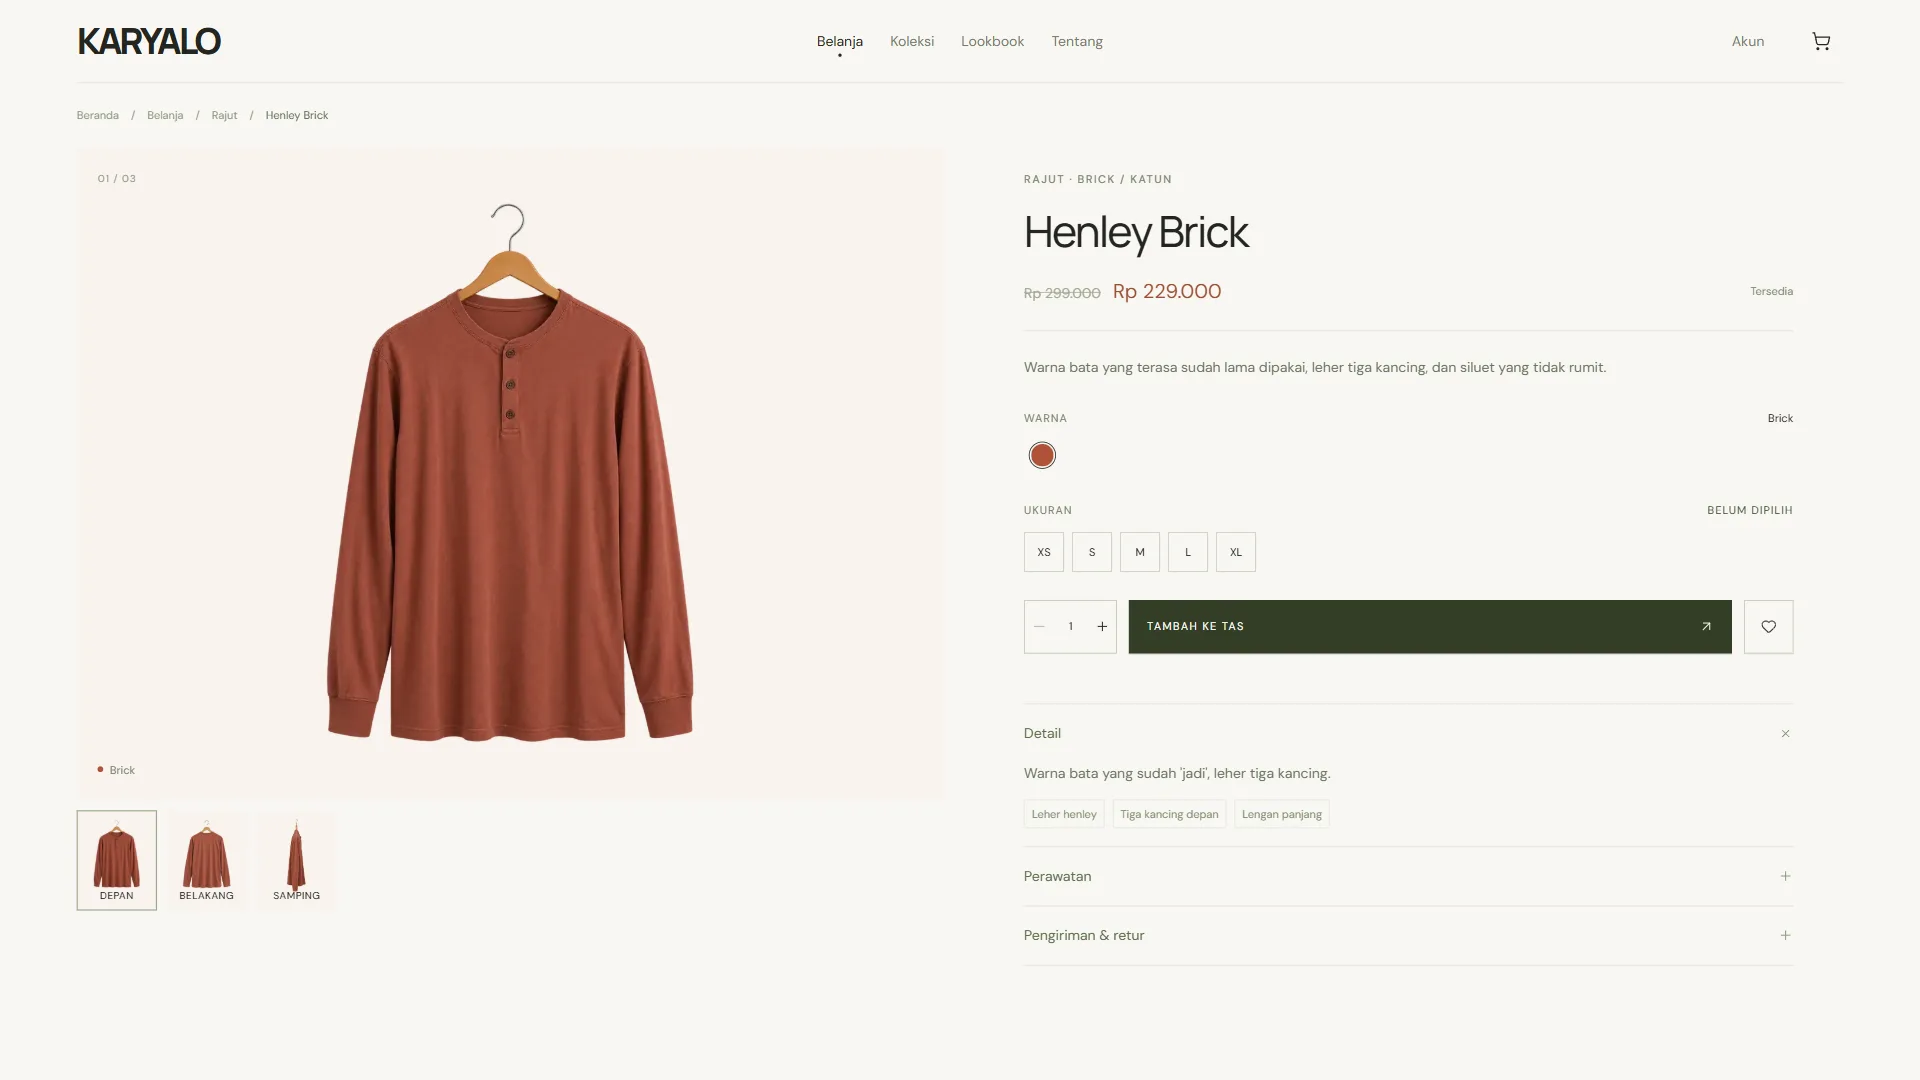 KARYALO
Belanja Koleksi Lookbook Tentang
Akun
Beranda / Belanja / Rajut / Henley Brick
01 / 03
Brick
DEPAN
BELAKANG
SAMPING
RAJUT · BRICK / KATUN
Henley Brick
Rp 299.000 Rp 229.000
Tersedia
Warna bata yang terasa sudah lama dipakai, leher tiga kancing, dan siluet yang tidak rumit.
WARNA
Brick
UKURAN
BELUM DIPILIH
XS S M L XL
1
TAMBAH KE TAS
Detail
Warna bata yang sudah 'jadi', leher tiga kancing.
Leher henley
Tiga kancing depan
Lengan panjang
Perawatan
Pengiriman & retur